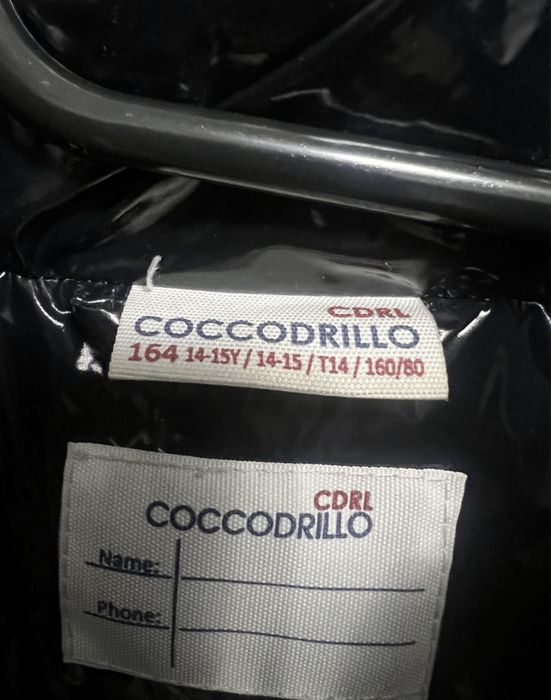 CDRL
COCCODRILLO
164 14-15Y / 14-15 / T14 / 160/80
CDRL
COCCODRILLO
Name:
Phone: